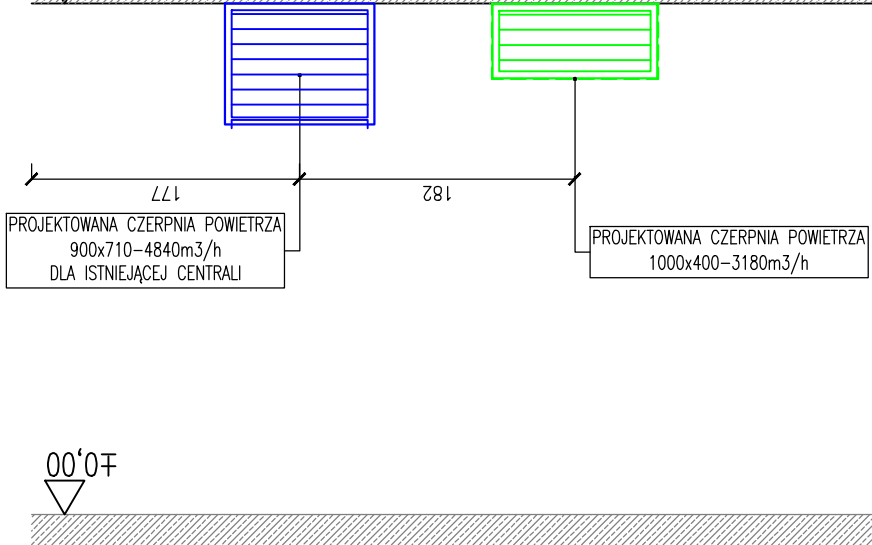 177
182
PROJEKTOWANA CZERPNIA POWIETRZA
900x710-4840m3/h
DLA ISTNIEJĄCEJ CENTRALI
PROJEKTOWANA CZERPNIA POWIETRZA
1000x400-3180m3/h
±0,00